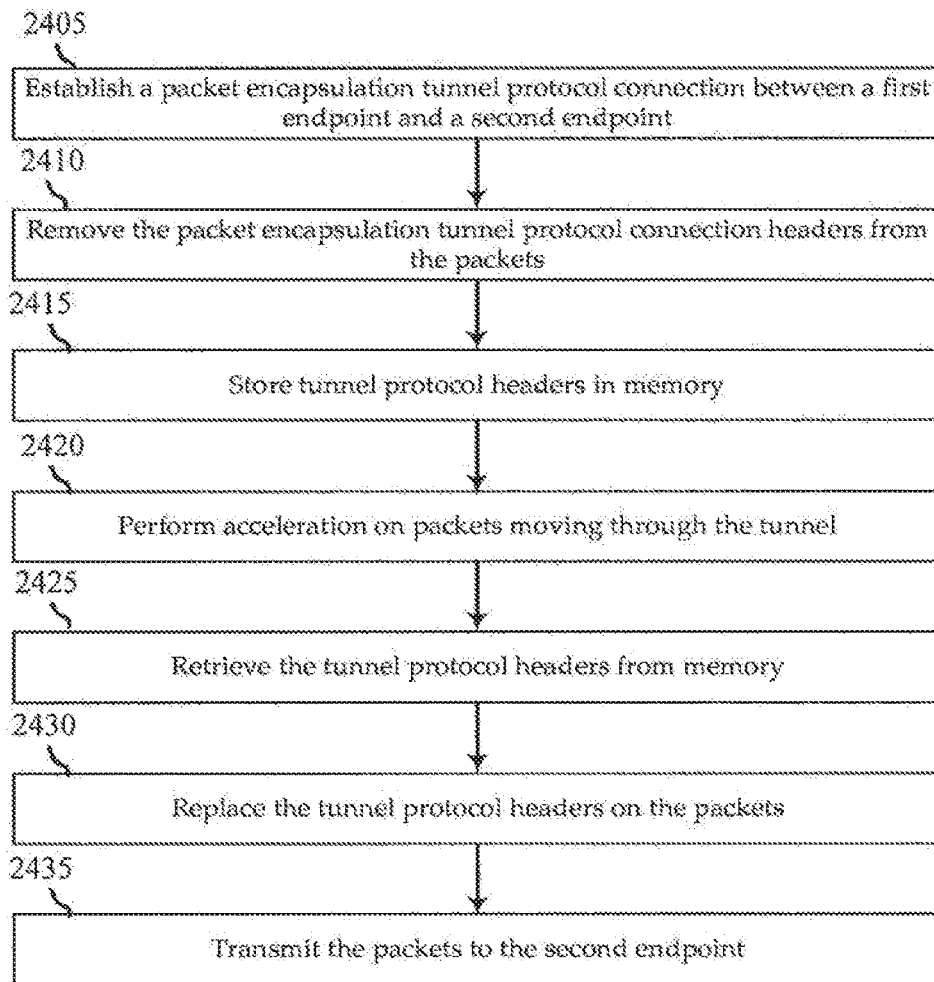 2405
Establish a packet encapsulation tunnel protocol connection between a first
endpoint and a second endpoint
2410
Remove the packet encapsulation tunnel protocol connection headers from
the packets
2415
Store tunnel protocol headers in memory
2420
Perform acceleration on packets moving through the tunnel
2425
Retrieve the tunnel protocol headers from memory
2430
Replace the tunnel protocol headers on the packets
2435
Transmit the packets to the second endpoint